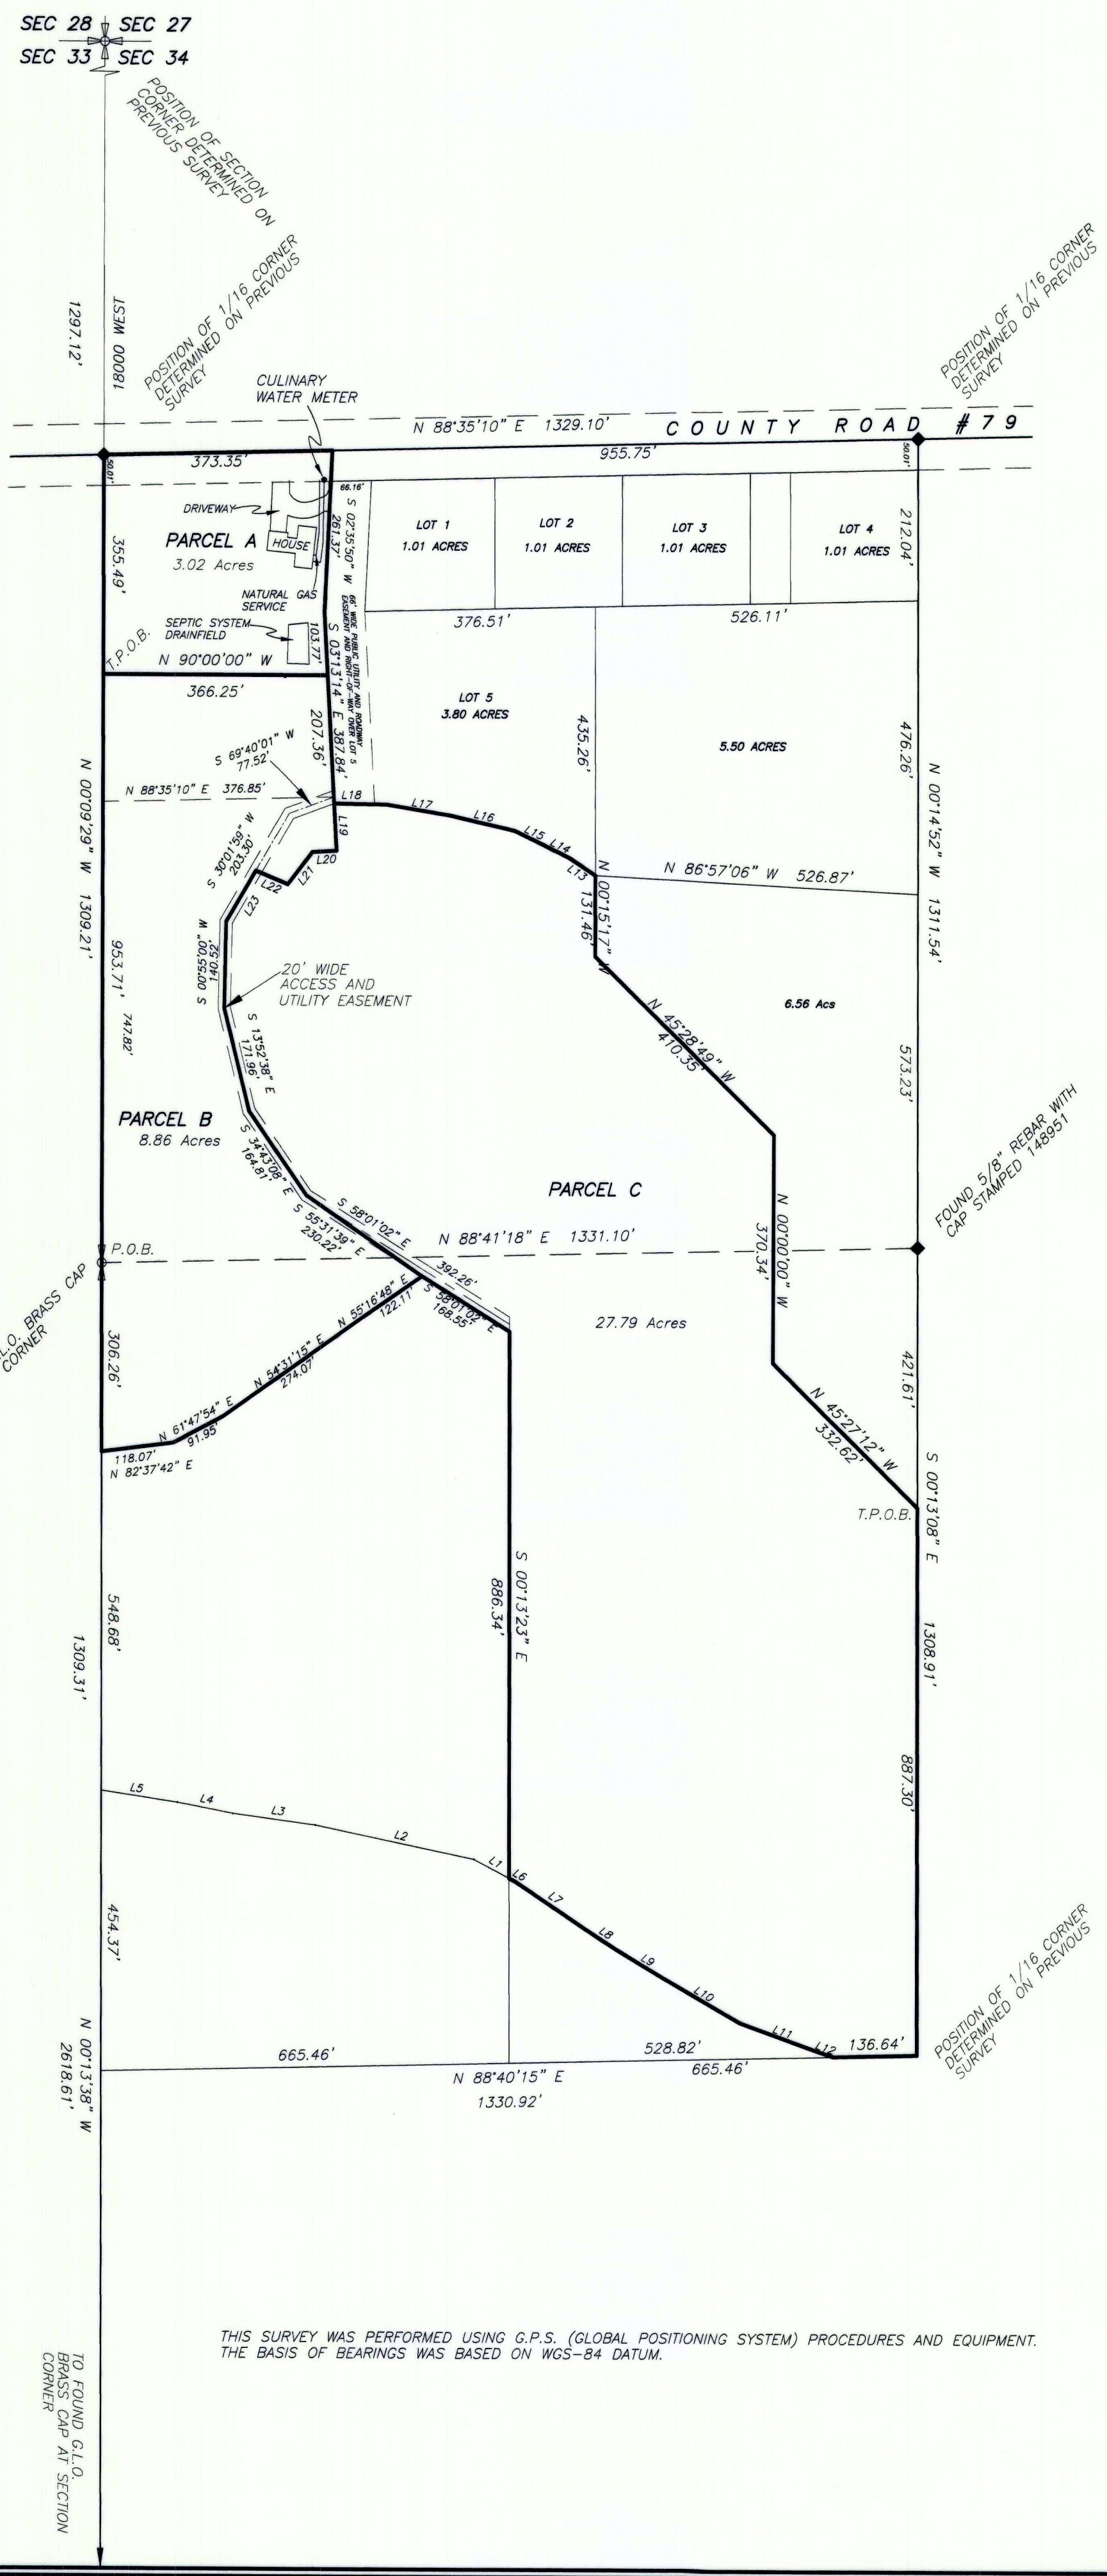 SEC 28 SEC 27
SEC 33 SEC 34
POSITION OF SECTION
CORNER DETERMINED ON
PREVIOUS SURVEY
1800 WEST
1297.12'
POSITION OF 1/16 CORNER
DETERMINED ON PREVIOUS
SURVEY
POSITION OF 1/16 CORNER
DETERMINED ON PREVIOUS
SURVEY
CULINARY
WATER METER
N 88°35'10" E 1329.10'
COUNTY ROAD #79
373.35'
955.75'
50.01'
50.01'
66.16'
DRIVEWAY
HOUSE
PARCEL A
3.02 Acres
355.49'
NATURAL GAS
SERVICE
SEPTIC SYSTEM
DRAINFIELD
T.P.O.B.
N 90°00'00" W
366.25'
S 02°35'50" W
261.37'
103.77'
S 03°13'14" E 387.84'
207.36'
66' WIDE PUBLIC UTILITY AND ROADWAY
EASEMENT AND RIGHT-OF-WAY OVER LOT 5
LOT 1
1.01 ACRES
LOT 2
1.01 ACRES
LOT 3
1.01 ACRES
LOT 4
1.01 ACRES
212.04'
376.51'
526.11'
LOT 5
3.80 ACRES
435.26'
5.50 ACRES
476.26'
S 69°40'01" W
77.52'
N 88°35'10" E 376.85'
L18
L17
L16
L15
L14
L13
L19
L20
L21
L22
L23
S 30°01'59" W
203.30'
N 00°09'29" W 1309.21'
N 00°14'52" W 1311.54'
N 86°57'06" W 526.87'
N 00°15'17" W
131.46'
S 00°55'00" W
140.52'
20' WIDE
ACCESS AND
UTILITY EASEMENT
953.71'
747.82'
6.56 Acs
N 45°28'49" W
410.35'
573.23'
S 13°52'38" E
171.96'
PARCEL B
8.86 Acres
S 34°43'08" E
164.81'
FOUND 5/8" REBAR WITH
CAP STAMPED 148951
PARCEL C
S 58°01'02" E
392.26'
S 55°31'39" E
230.22'
N 88°41'18" E 1331.10'
N 00°00'00" W
370.34'
P.O.B.
BRASS CAP
CORNER
S 58°01'02" E
168.55'
N 55°16'48" E
122.11'
27.79 Acres
306.26'
N 54°31'15" E
274.07'
421.61'
N 61°47'54" E
91.95'
118.07'
N 82°37'42" E
N 45°27'12" W
332.62'
T.P.O.B.
S 00°13'08" E
1308.91'
S 00°13'23" E
886.34'
548.68'
1309.31'
887.30'
L5
L4
L3
L2
L1
L6
L7
L8
L9
L10
L11
L12
454.37'
136.64'
665.46'
528.82'
665.46'
N 88°40'15" E
1330.92'
POSITION OF 1/16 CORNER
DETERMINED ON PREVIOUS
SURVEY
N 00°13'38" W
2618.61'
THIS SURVEY WAS PERFORMED USING G.P.S. (GLOBAL POSITIONING SYSTEM) PROCEDURES AND EQUIPMENT.
THE BASIS OF BEARINGS WAS BASED ON WGS-84 DATUM.
TO FOUND G.L.O.
BRASS CAP AT SECTION
CORNER